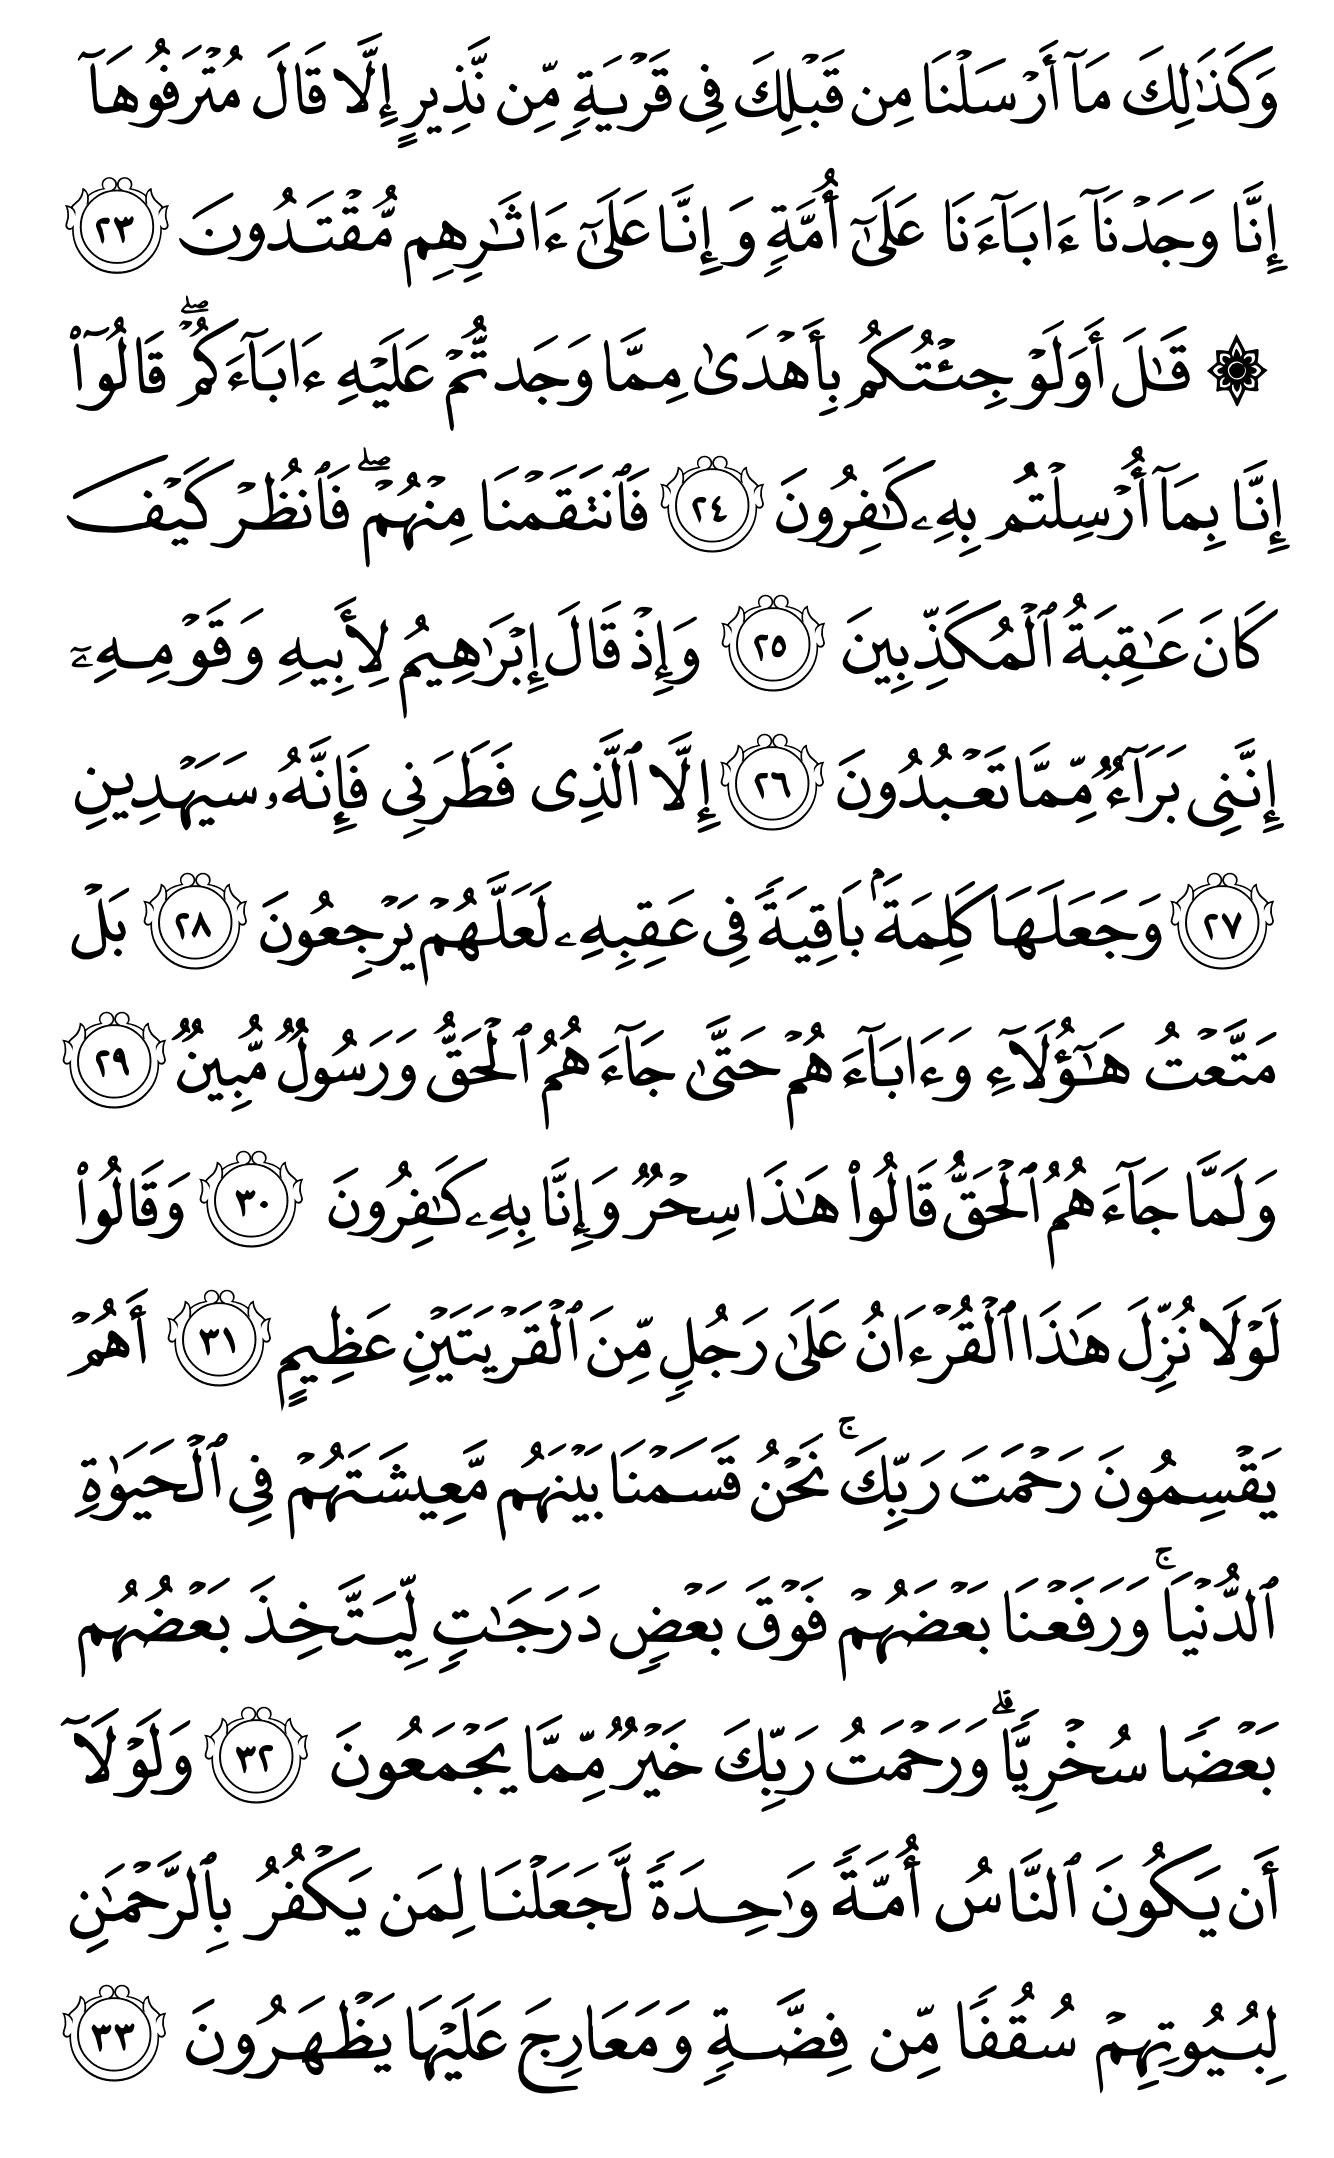 وَكَذَٰلِكَ مَآ أَرۡسَلۡنَا مِن قَبۡلِكَ فِي قَرۡيَةٖ مِّن نَّذِيرٍ إِلَّا قَالَ مُتۡرَفُوهَآ
إِنَّا وَجَدۡنَآ ءَابَآءَنَا عَلَىٰٓ أُمَّةٖ وَإِنَّا عَلَىٰٓ ءَاثَٰرِهِم مُّقۡتَدُونَ ٢٣
۞ قَٰلَ أَوَلَوۡ جِئۡتُكُم بِأَهۡدَىٰ مِمَّا وَجَدتُّمۡ عَلَيۡهِ ءَابَآءَكُمۡۖ قَالُوٓاْ
إِنَّا بِمَآ أُرۡسِلۡتُم بِهِۦ كَٰفِرُونَ ٢٤ فَٱنتَقَمۡنَا مِنۡهُمۡۖ فَٱنظُرۡ كَيۡفَ
كَانَ عَٰقِبَةُ ٱلۡمُكَذِّبِينَ ٢٥ وَإِذۡ قَالَ إِبۡرَٰهِيمُ لِأَبِيهِ وَقَوۡمِهِۦٓ
إِنَّنِي بَرَآءٞ مِّمَّا تَعۡبُدُونَ ٢٦ إِلَّا ٱلَّذِي فَطَرَنِي فَإِنَّهُۥ سَيَهۡدِينِ
٢٧ وَجَعَلَهَا كَلِمَةَۢ بَاقِيَةٗ فِي عَقِبِهِۦ لَعَلَّهُمۡ يَرۡجِعُونَ ٢٨ بَلۡ
مَتَّعۡتُ هَٰٓؤُلَآءِ وَءَابَآءَهُمۡ حَتَّىٰ جَآءَهُمُ ٱلۡحَقُّ وَرَسُولٞ مُّبِينٞ ٢٩
وَلَمَّا جَآءَهُمُ ٱلۡحَقُّ قَالُواْ هَٰذَا سِحۡرٞ وَإِنَّا بِهِۦ كَٰفِرُونَ ٣٠ وَقَالُواْ
لَوۡلَا نُزِّلَ هَٰذَا ٱلۡقُرۡءَانُ عَلَىٰ رَجُلٖ مِّنَ ٱلۡقَرۡيَتَيۡنِ عَظِيمٍ ٣١ أَهُمۡ
يَقۡسِمُونَ رَحۡمَتَ رَبِّكَۚ نَحۡنُ قَسَمۡنَا بَيۡنَهُم مَّعِيشَتَهُمۡ فِي ٱلۡحَيَوٰةِ
ٱلدُّنۡيَاۚ وَرَفَعۡنَا بَعۡضَهُمۡ فَوۡقَ بَعۡضٖ دَرَجَٰتٖ لِّيَتَّخِذَ بَعۡضُهُم
بَعۡضٗا سُخۡرِيّٗاۗ وَرَحۡمَتُ رَبِّكَ خَيۡرٞ مِّمَّا يَجۡمَعُونَ ٣٢ وَلَوۡلَآ
أَن يَكُونَ ٱلنَّاسُ أُمَّةٗ وَٰحِدَةٗ لَّجَعَلۡنَا لِمَن يَكۡفُرُ بِٱلرَّحۡمَٰنِ
لِبُيُوتِهِمۡ سُقُفٗا مِّن فِضَّةٖ وَمَعَارِجَ عَلَيۡهَا يَظۡهَرُونَ ٣٣